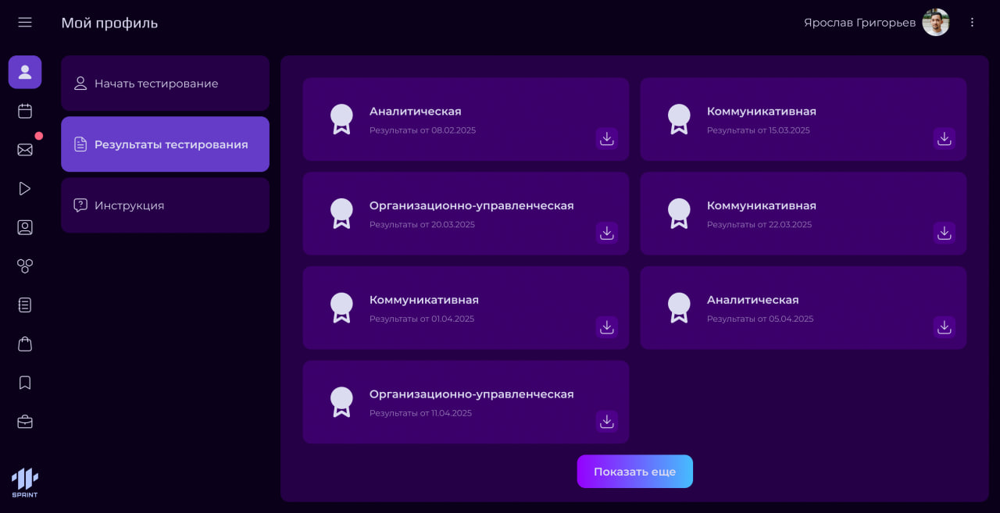 Мой профиль
Ярослав Григорьев
Начать тестирование
Результаты тестирования
Инструкция
Аналитическая
Результаты от 08.02.2025
Коммуникативная
Результаты от 15.03.2025
Организационно-управленческая
Результаты от 20.03.2025
Коммуникативная
Результаты от 22.03.2025
Коммуникативная
Результаты от 01.04.2025
Аналитическая
Результаты от 05.04.2025
Организационно-управленческая
Результаты от 11.04.2025
Показать еще
SPRINT